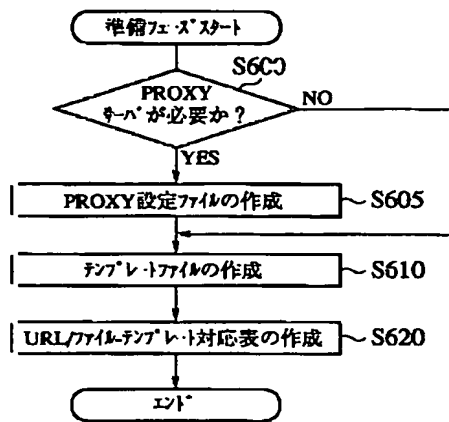 準備フェーズスタート
S600
PROXY
サーバが必要か?
NO
YES
PROXY設定ファイルの作成
S605
テンプレートファイルの作成
S610
URL/ファイル-テンプレート対応表の作成
S620
エンド